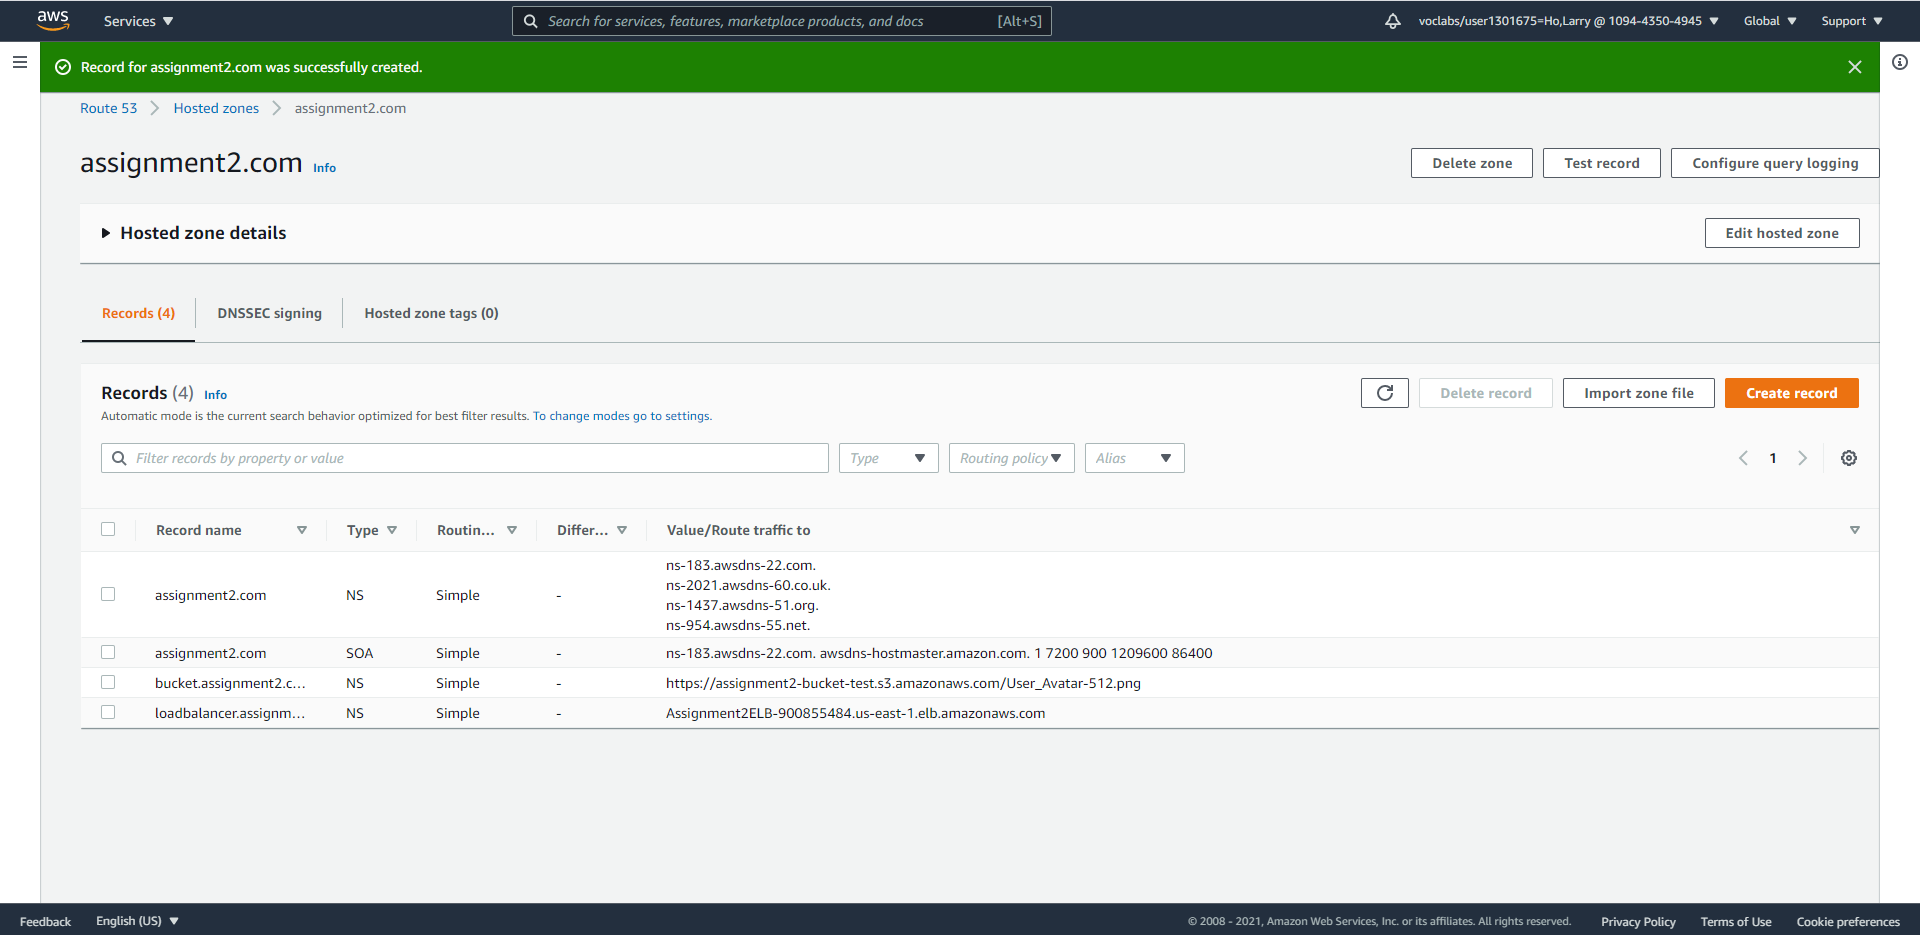 aws Services Search for services, features, marketplace products, and docs [Alt+S] voclabs/user1301675=Ho,Larry @ 1094-4350-4945 Global Support
Record for assignment2.com was successfully created.
Route 53 Hosted zones assignment2.com
assignment2.com Info Delete zone Test record Configure query logging
Hosted zone details Edit hosted zone
Records (4) DNSSEC signing Hosted zone tags (0)
Records (4) Info Delete record Import zone file Create record
Automatic mode is the current search behavior optimized for best filter results. To change modes go to settings.
Filter records by property or value Type Routing policy Alias 1
Record name Type Routin... Differ... Value/Route traffic to
ns-183.awsdns-22.com.
ns-2021.awsdns-60.co.uk.
assignment2.com NS Simple -
ns-1437.awsdns-51.org.
ns-954.awsdns-55.net.
assignment2.com SOA Simple - ns-183.awsdns-22.com. awsdns-hostmaster.amazon.com. 1 7200 900 1209600 86400
bucket.assignment2.c... NS Simple - https://assignment2-bucket-test.s3.amazonaws.com/User_Avatar-512.png
loadbalancer.assignm... NS Simple - Assignment2ELB-900855484.us-east-1.elb.amazonaws.com
Feedback English (US) © 2008 - 2021, Amazon Web Services, Inc. or its affiliates. All rights reserved. Privacy Policy Terms of Use Cookie preferences